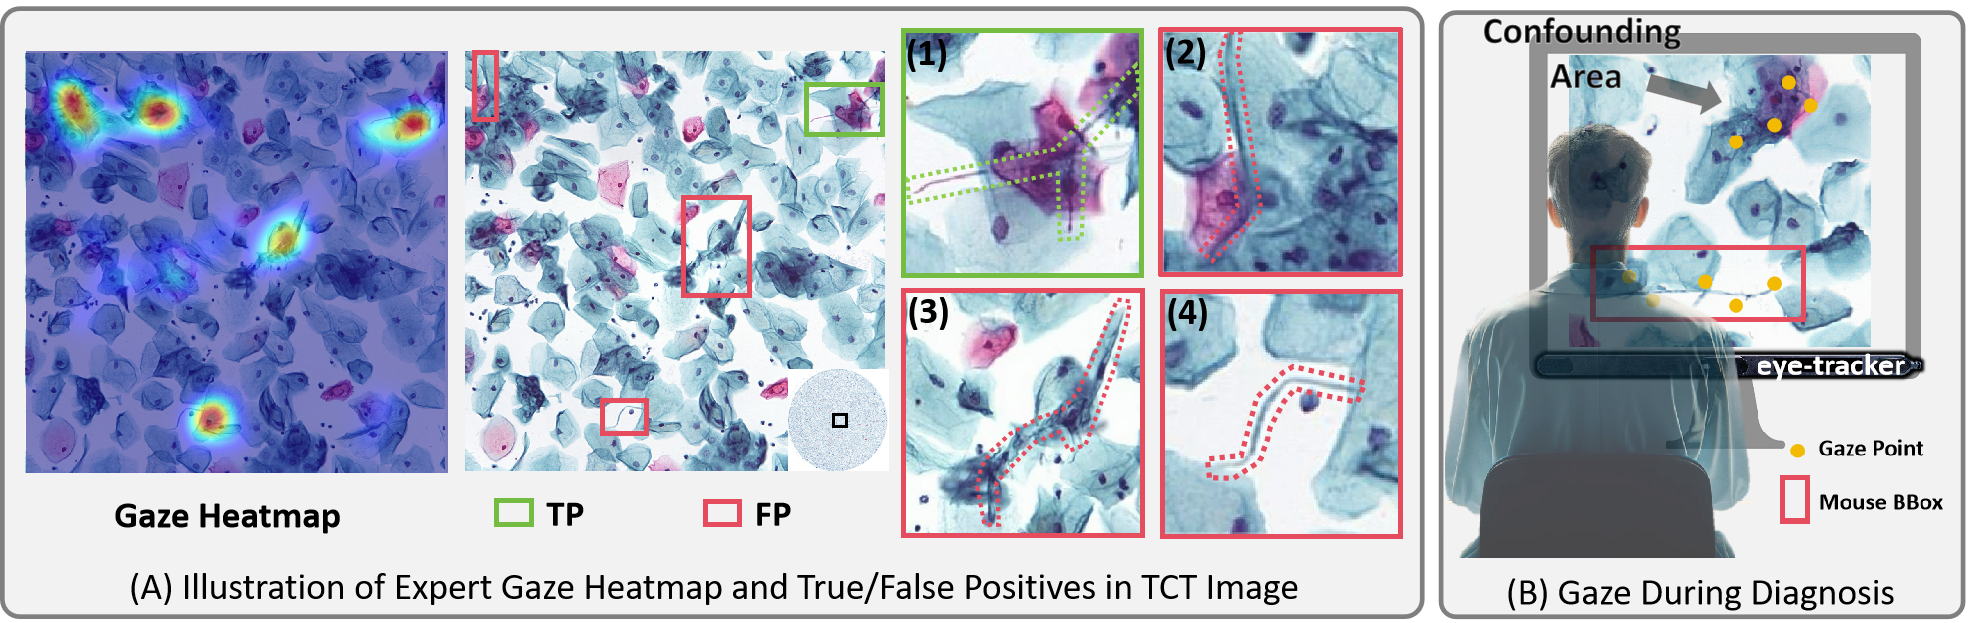 Gaze Heatmap
TP
FP
(1)
(2)
(3)
(4)
(A) Illustration of Expert Gaze Heatmap and True/False Positives in TCT Image
Confounding
Area
eye-tracker
Gaze Point
Mouse BBox
(B) Gaze During Diagnosis